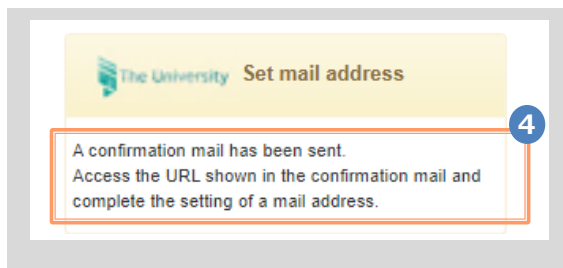 The University Set mail address
4
A confirmation mail has been sent.
Access the URL shown in the confirmation mail and
complete the setting of a mail address.